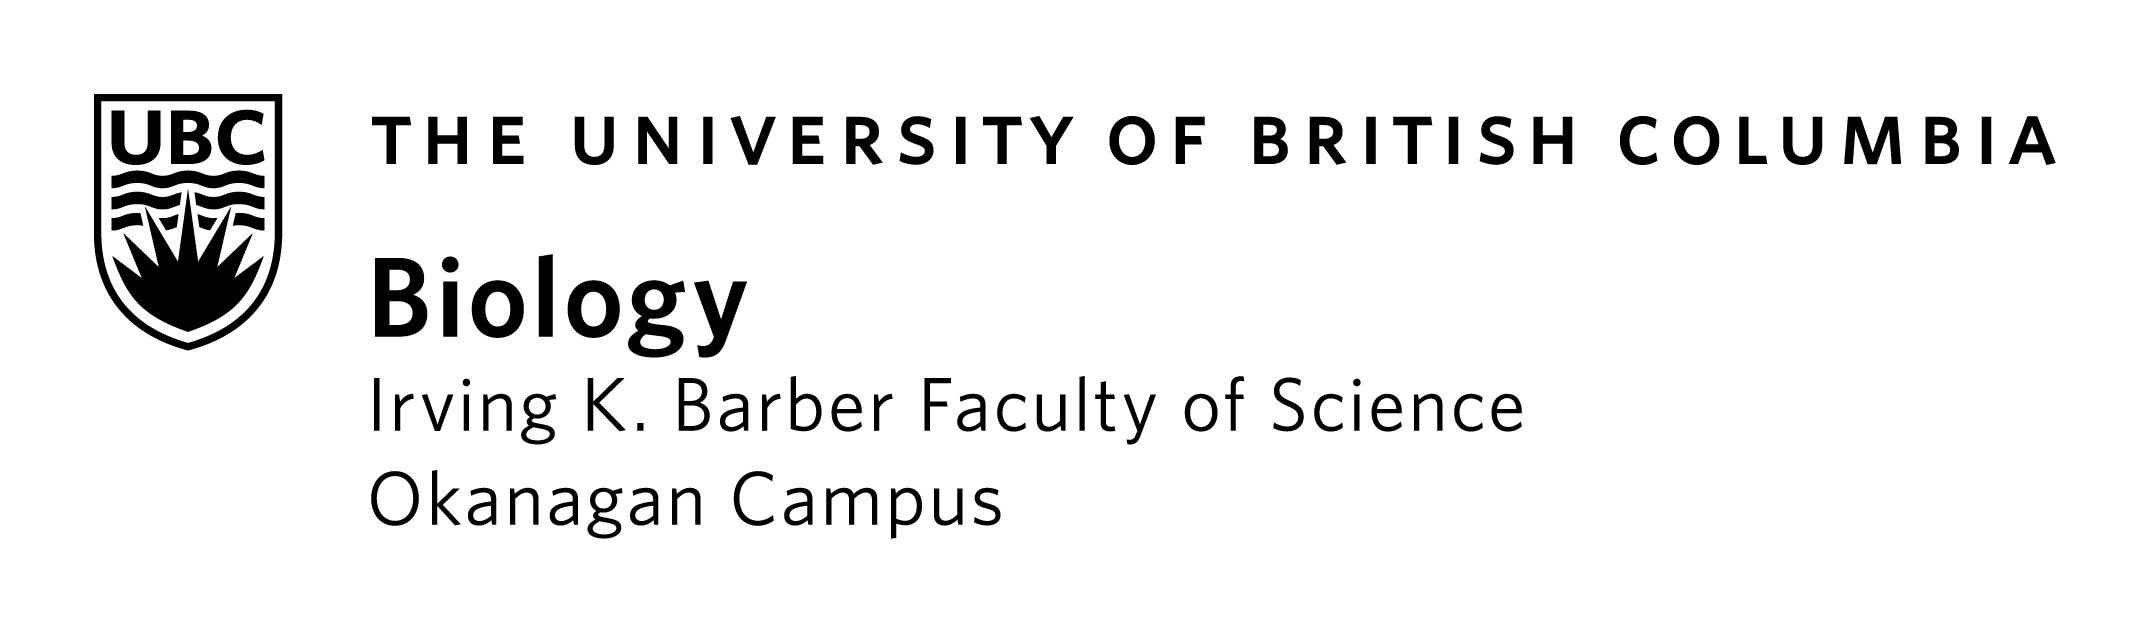 UBC
THE UNIVERSITY OF BRITISH COLUMBIA
Biology
Irving K. Barber Faculty of Science
Okanagan Campus